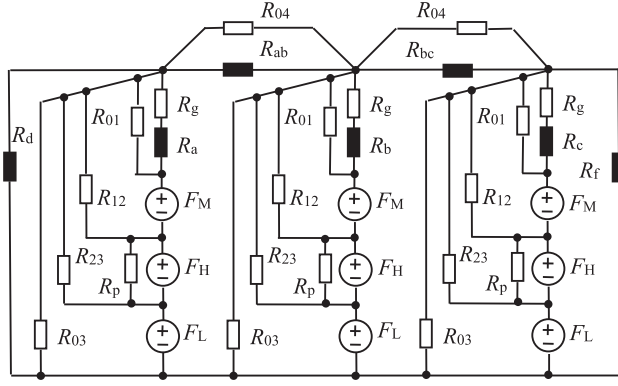 R04 R04
Rab Rbc
Rd R01 Rg R01 Rg R01 Rg
Ra Rb Rc Rf
R12 FM R12 FM R12 FM
R23 Rp FH R23 Rp FH R23 Rp FH
R03 FL R03 FL R03 FL